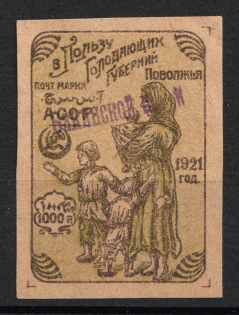 в Пользу
Голодающих
Губерний
Поволжья
ПОЧТ МАРКА
АССР
1921
год.
1000 р.